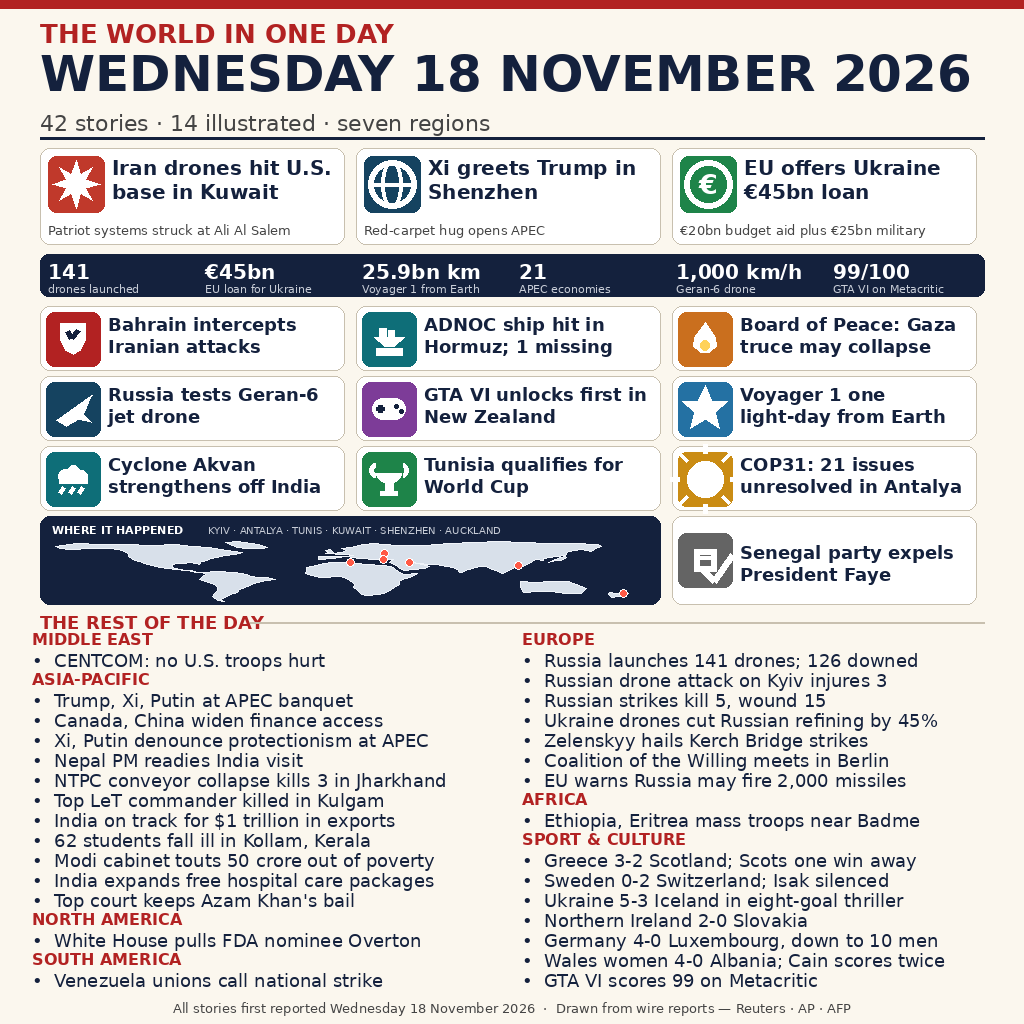 THE WORLD IN ONE DAY
WEDNESDAY 18 NOVEMBER 2026
42 stories · 14 illustrated · seven regions
Iran drones hit U.S.
base in Kuwait
Patriot systems struck at Ali Al Salem
Xi greets Trump in
Shenzhen
Red-carpet hug opens APEC
€
EU offers Ukraine
€45bn loan
€20bn budget aid plus €25bn military
141
drones launched
€45bn
EU loan for Ukraine
25.9bn km
Voyager 1 from Earth
21
APEC economies
1,000 km/h
Geran-6 drone
99/100
GTA VI on Metacritic
Bahrain intercepts
Iranian attacks
ADNOC ship hit in
Hormuz; 1 missing
Board of Peace: Gaza
truce may collapse
Russia tests Geran-6
jet drone
GTA VI unlocks first in
New Zealand
Voyager 1 one
light-day from Earth
Cyclone Akvan
strengthens off India
Tunisia qualifies for
World Cup
COP31: 21 issues
unresolved in Antalya
WHERE IT HAPPENED
KYIV · ANTALYA · TUNIS · KUWAIT · SHENZHEN · AUCKLAND
Senegal party expels
President Faye
THE REST OF THE DAY
MIDDLE EAST
• CENTCOM: no U.S. troops hurt
ASIA-PACIFIC
• Trump, Xi, Putin at APEC banquet
• Canada, China widen finance access
• Xi, Putin denounce protectionism at APEC
• Nepal PM readies India visit
• NTPC conveyor collapse kills 3 in Jharkhand
• Top LeT commander killed in Kulgam
• India on track for $1 trillion in exports
• 62 students fall ill in Kollam, Kerala
• Modi cabinet touts 50 crore out of poverty
• India expands free hospital care packages
• Top court keeps Azam Khan's bail
NORTH AMERICA
• White House pulls FDA nominee Overton
SOUTH AMERICA
• Venezuela unions call national strike
EUROPE
• Russia launches 141 drones; 126 downed
• Russian drone attack on Kyiv injures 3
• Russian strikes kill 5, wound 15
• Ukraine drones cut Russian refining by 45%
• Zelenskyy hails Kerch Bridge strikes
• Coalition of the Willing meets in Berlin
• EU warns Russia may fire 2,000 missiles
AFRICA
• Ethiopia, Eritrea mass troops near Badme
SPORT & CULTURE
• Greece 3-2 Scotland; Scots one win away
• Sweden 0-2 Switzerland; Isak silenced
• Ukraine 5-3 Iceland in eight-goal thriller
• Northern Ireland 2-0 Slovakia
• Germany 4-0 Luxembourg, down to 10 men
• Wales women 4-0 Albania; Cain scores twice
• GTA VI scores 99 on Metacritic
All stories first reported Wednesday 18 November 2026 · Drawn from wire reports — Reuters · AP · AFP